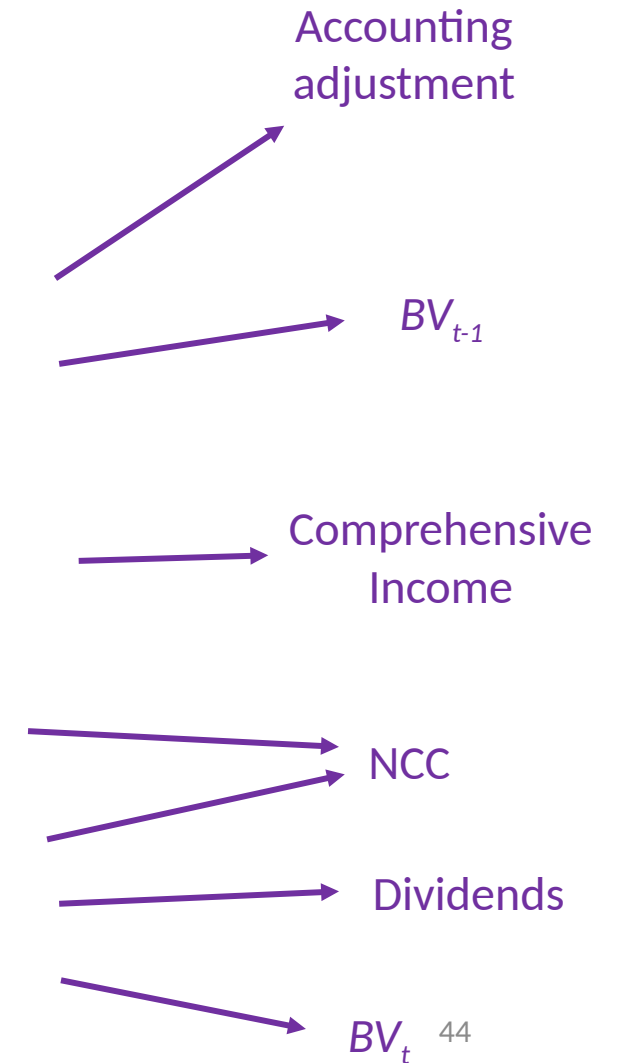 Accounting
adjustment
BVt-1
Comprehensive
Income
NCC
Dividends
BVt 44